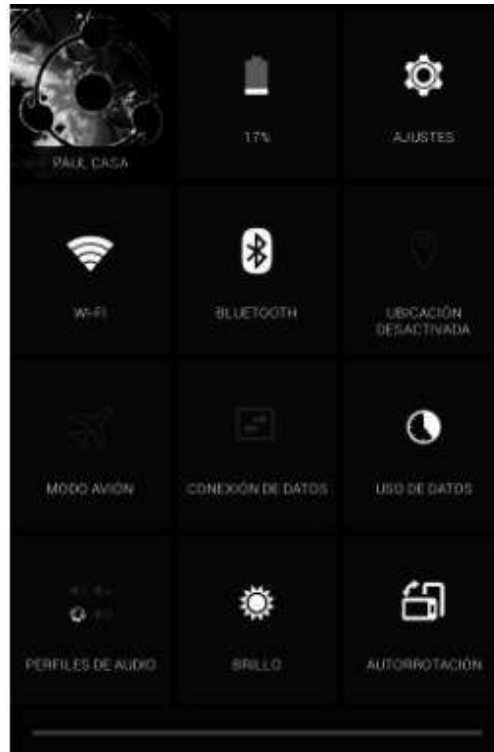 PAUL CASA
17%
AJUSTES
WI-FI
BLUETOOTH
UBICACIÓN
DESACTIVADA
MODO AVIÓN
CONEXIÓN DE DATOS
USO DE DATOS
PERFILES DE AUDIO
BRILLO
AUTORROTACIÓN